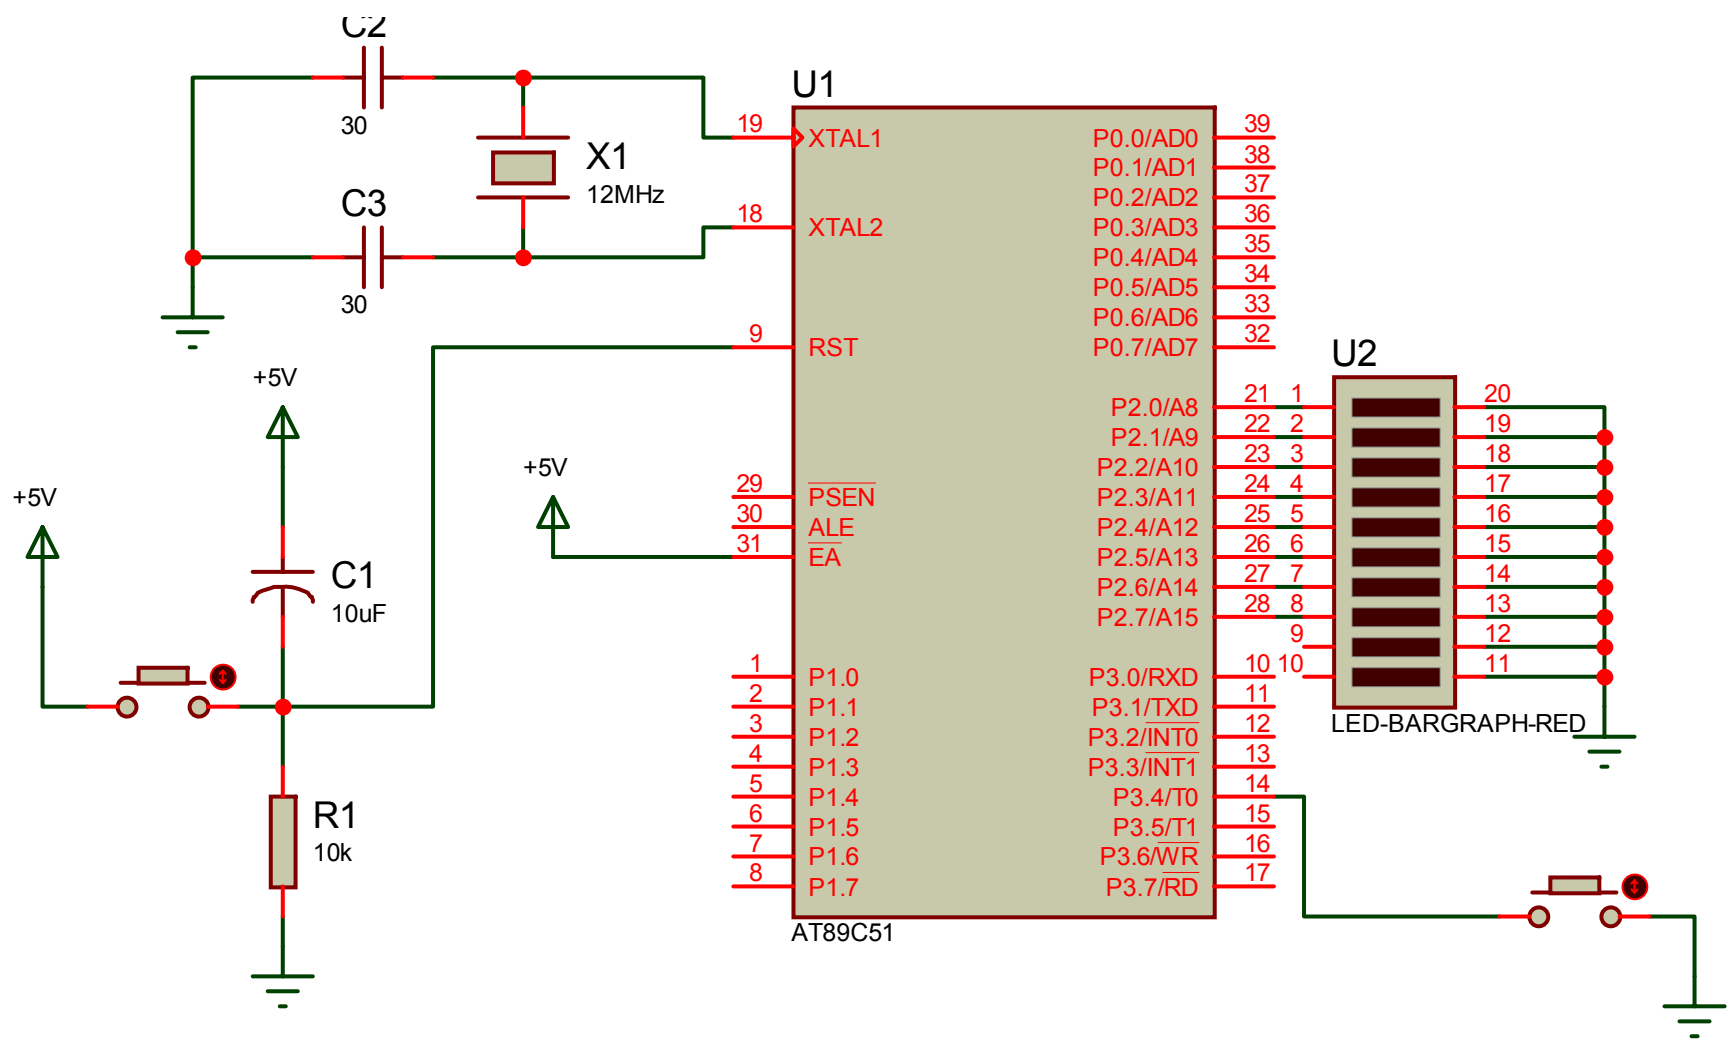 C2
30
X1
12MHz
C3
30
+5V
+5V
C1
10uF
R1
10k
+5V
U1
19 XTAL1
18 XTAL2
9 RST
29 PSEN
30 ALE
31 EA
1 P1.0
2 P1.1
3 P1.2
4 P1.3
5 P1.4
6 P1.5
7 P1.6
8 P1.7
P0.0/AD0 39
P0.1/AD1 38
P0.2/AD2 37
P0.3/AD3 36
P0.4/AD4 35
P0.5/AD5 34
P0.6/AD6 33
P0.7/AD7 32
P2.0/A8 21
P2.1/A9 22
P2.2/A10 23
P2.3/A11 24
P2.4/A12 25
P2.5/A13 26
P2.6/A14 27
P2.7/A15 28
P3.0/RXD 10
P3.1/TXD 11
P3.2/INT0 12
P3.3/INT1 13
P3.4/T0 14
P3.5/T1 15
P3.6/WR 16
P3.7/RD 17
AT89C51
U2
1 20
2 19
3 18
4 17
5 16
6 15
7 14
8 13
9 12
10 11
LED-BARGRAPH-RED